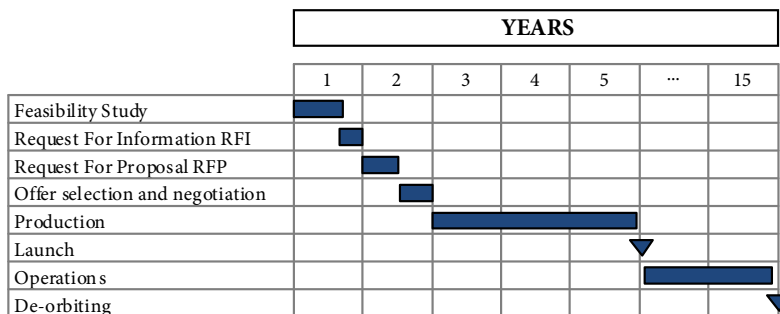 YEARS
1 2 3 4 5 ... 15
Feasibility Study
Request For Information RFI
Request For Proposal RFP
Offer selection and negotiation
Production
Launch
Operations
De-orbiting